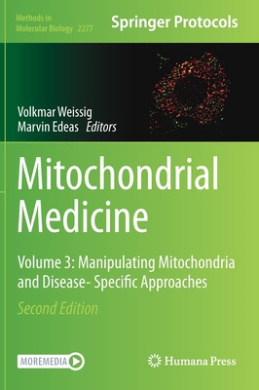 Methods in
Molecular Biology 2277
Springer Protocols
Volkmar Weissig
Marvin Edeas Editors
Mitochondrial
Medicine
Volume 3: Manipulating Mitochondria
and Disease- Specific Approaches
Second Edition
MOREMEDIA
Humana Press